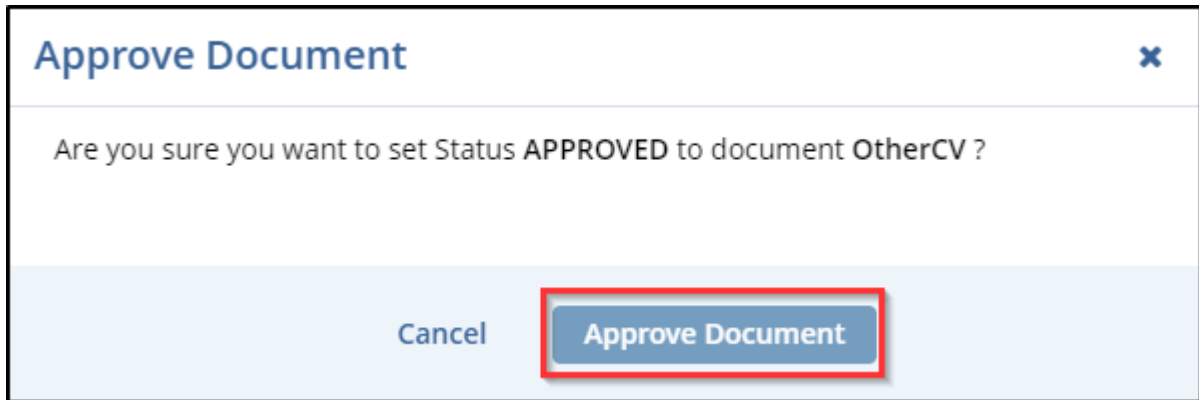 Approve Document
Are you sure you want to set Status APPROVED to document OtherCV ?
Cancel
Approve Document